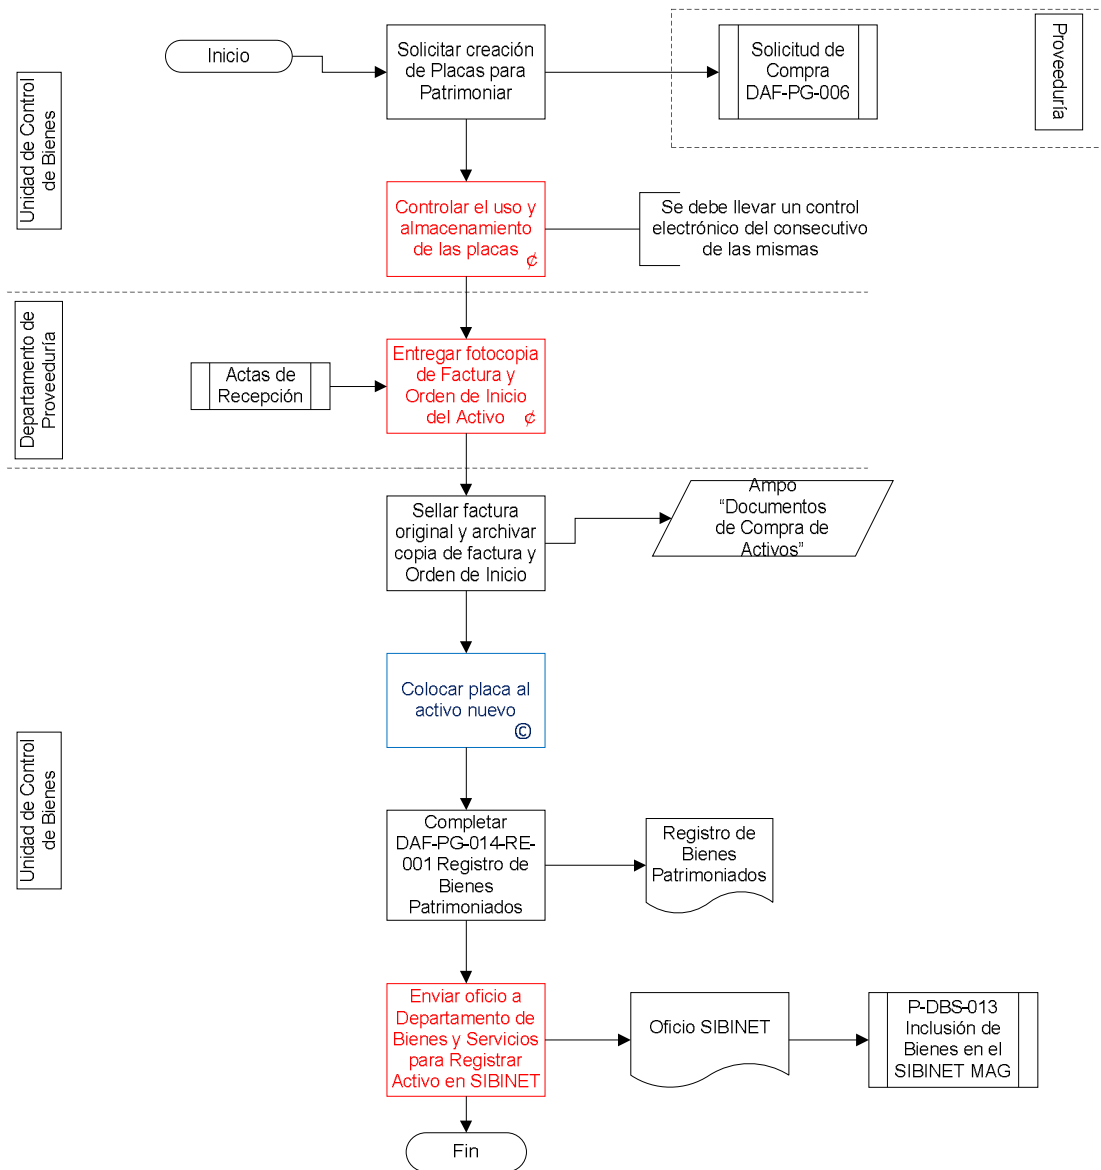 Inicio
Solicitar creación
de Placas para
Patrimoniar
Solicitud de
Compra
DAF-PG-006
Proveeduría
Unidad de Control
de Bienes
Controlar el uso y
almacenamiento
de las placas
¢
Se debe llevar un control
electrónico del consecutivo
de las mismas
Departamento de
Proveeduría
Actas de
Recepción
Entregar fotocopia
de Factura y
Orden de Inicio
del Activo
¢
Sellar factura
original y archivar
copia de factura y
Orden de Inicio
Ampo
“Documentos
de Compra de
Activos”
Colocar placa al
activo nuevo
©
Unidad de Control
de Bienes
Completar
DAF-PG-014-RE-
001 Registro de
Bienes
Patrimoniados
Registro de
Bienes
Patrimoniados
Enviar oficio a
Departamento de
Bienes y Servicios
para Registrar
Activo en SIBINET
Oficio SIBINET
P-DBS-013
Inclusión de
Bienes en el
SIBINET MAG
Fin